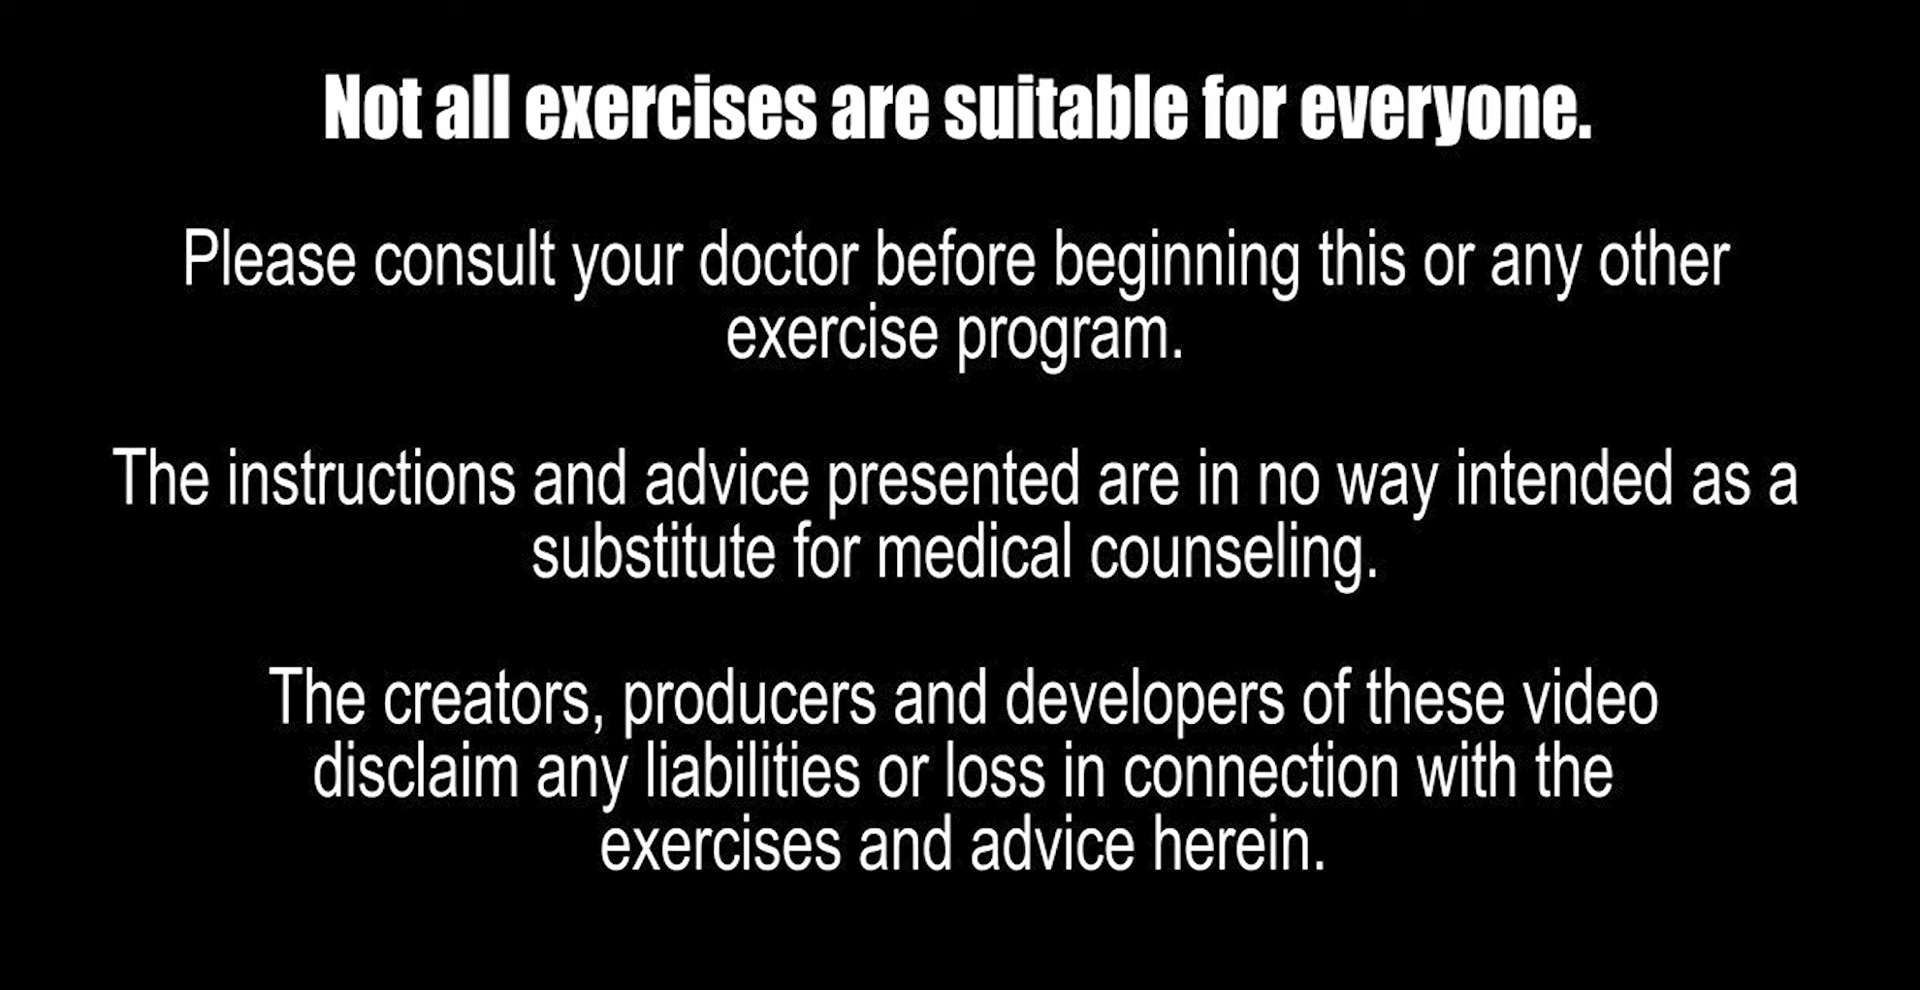 Not all exercises are suitable for everyone.
Please consult your doctor before beginning this or any other
exercise program.
The instructions and advice presented are in no way intended as a
substitute for medical counseling.
The creators, producers and developers of these video
disclaim any liabilities or loss in connection with the
exercises and advice herein.